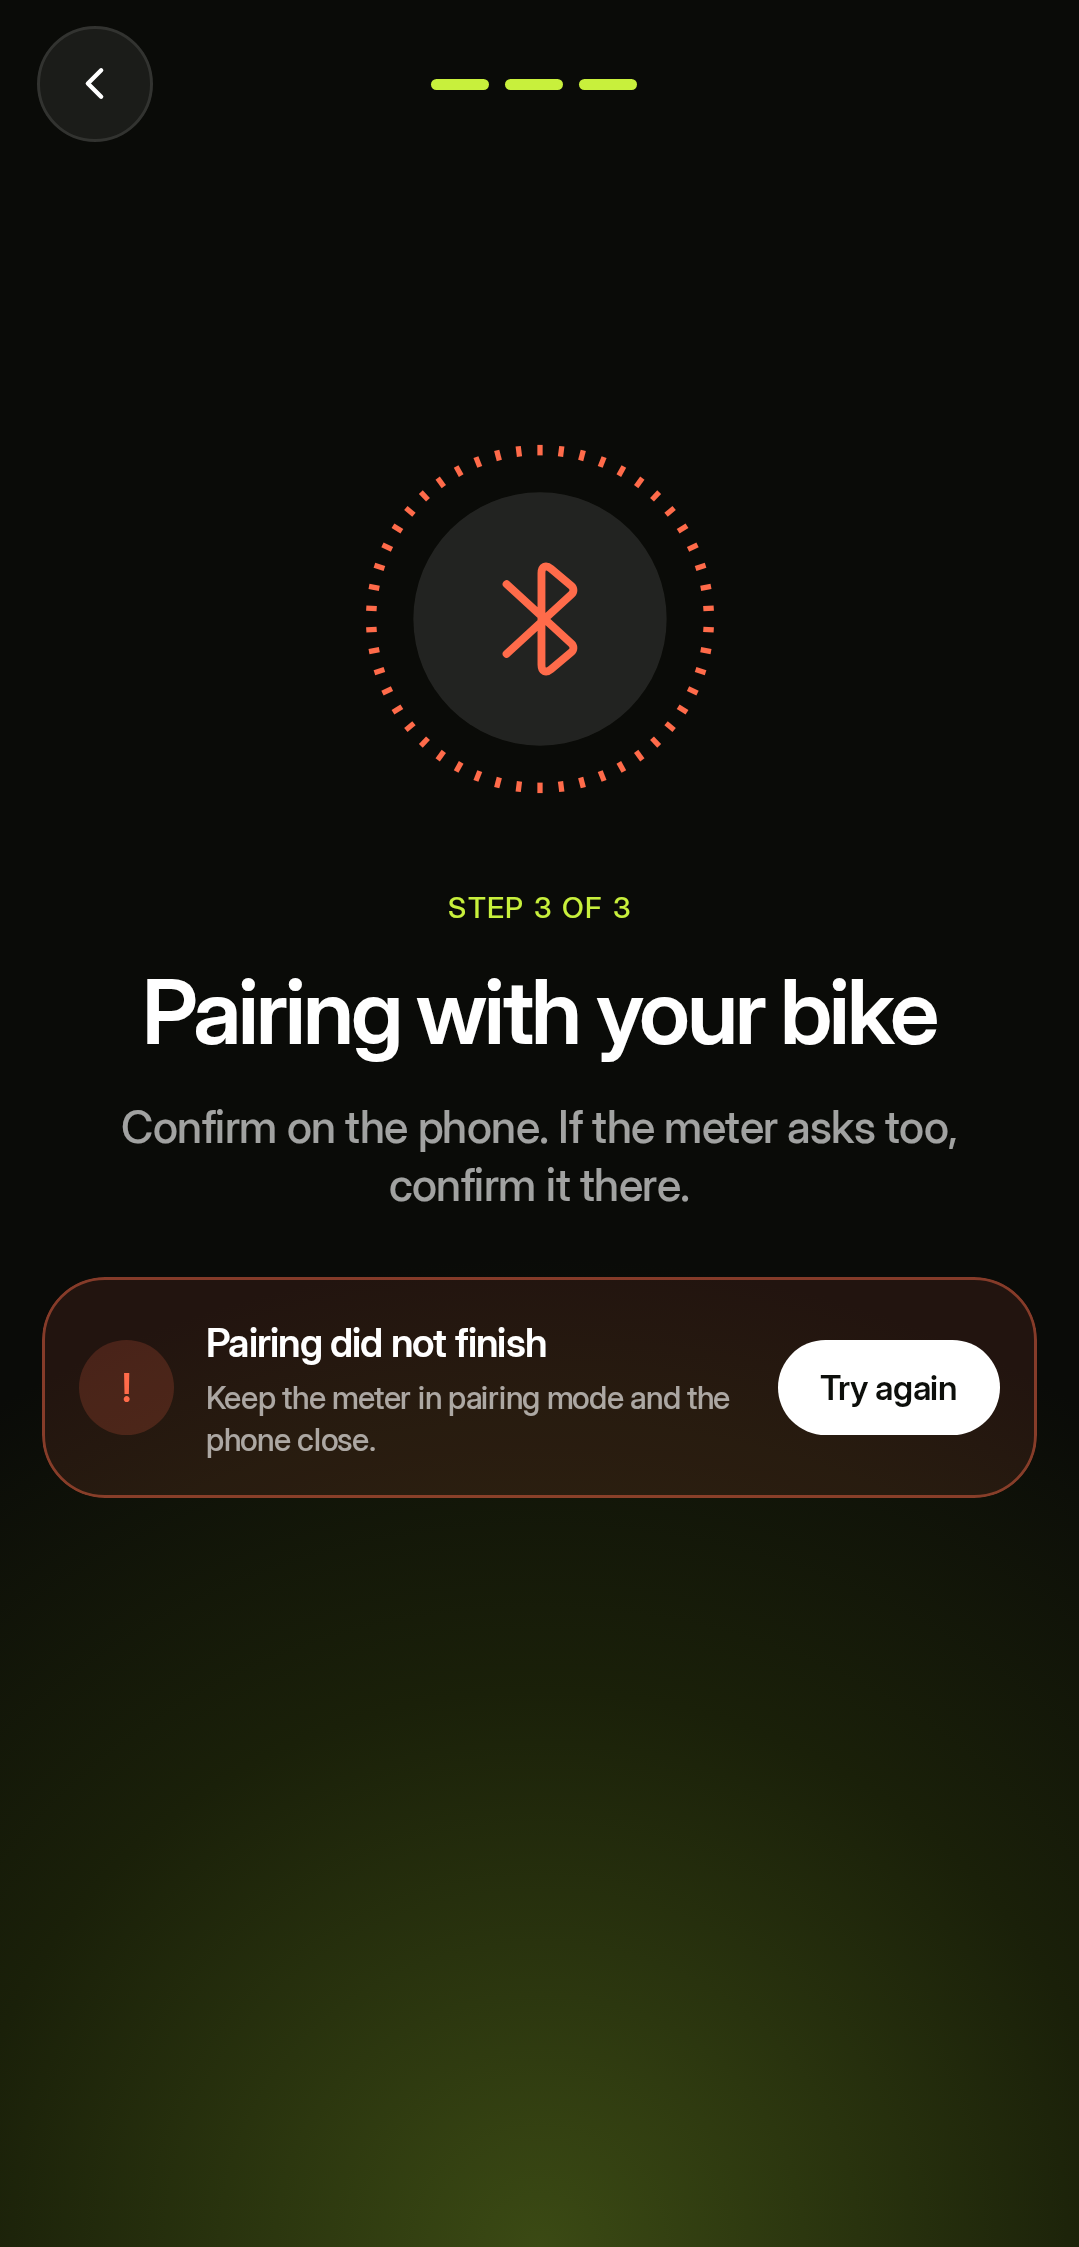 STEP 3 OF 3
Pairing with your bike
Confirm on the phone. If the meter asks too,
confirm it there.
!
Pairing did not finish
Keep the meter in pairing mode and the
phone close.
Try again